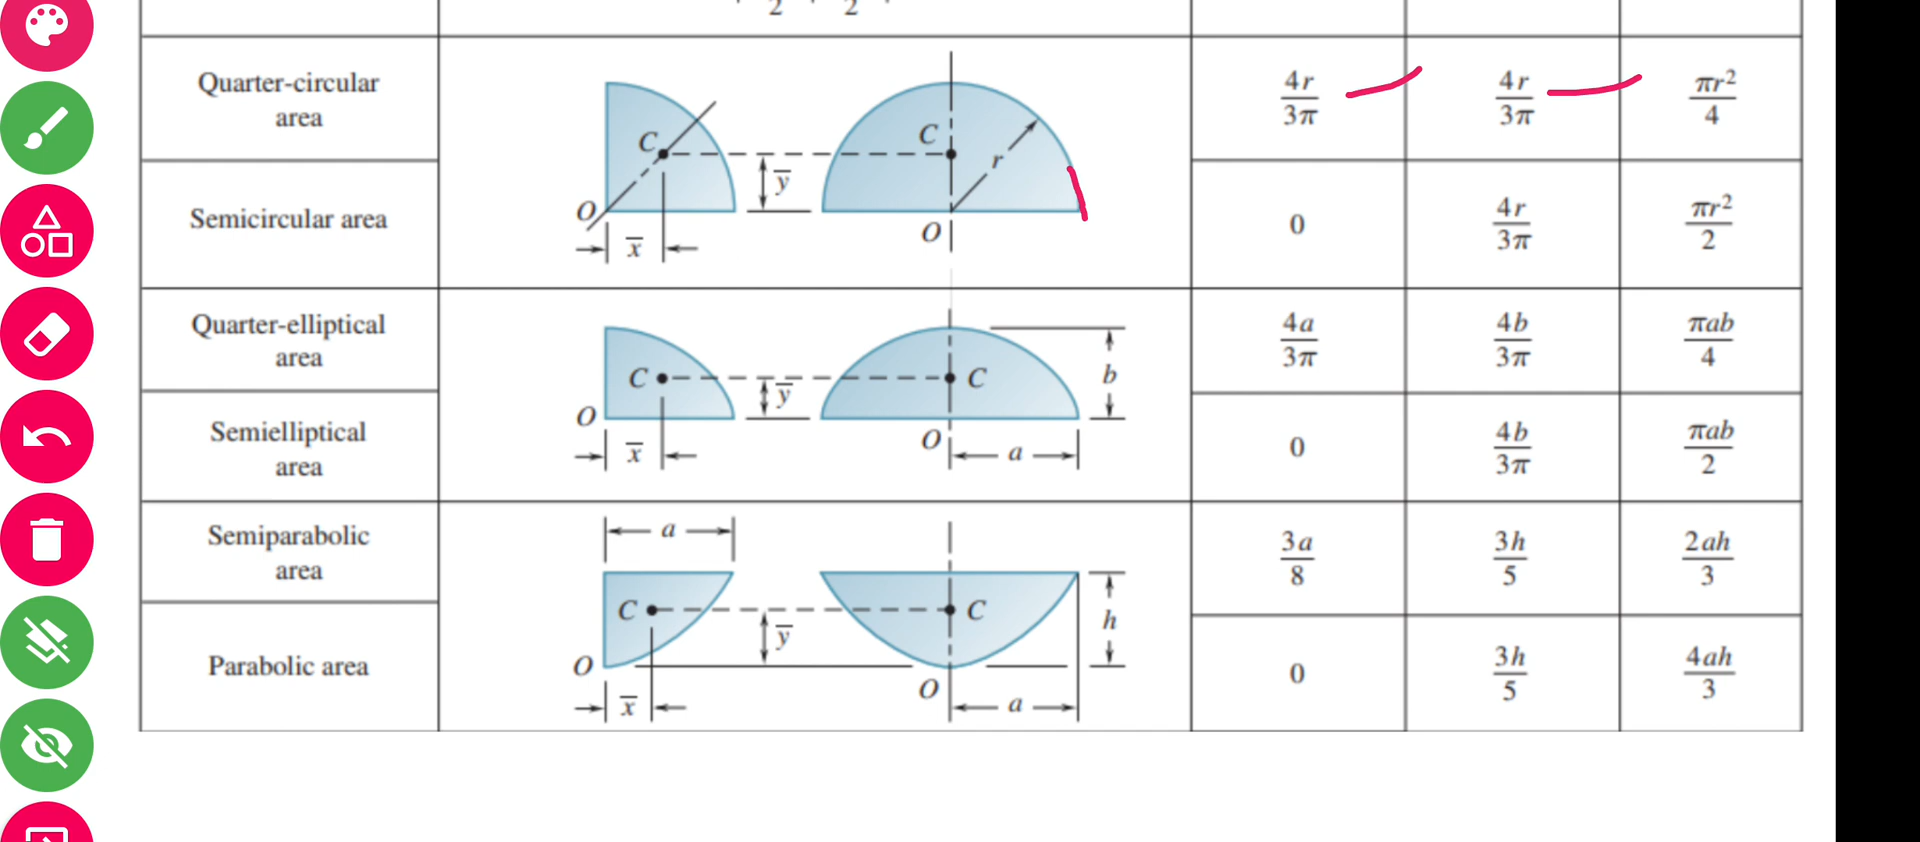 2 2
Quarter-circular
area
C
O
x̄
ȳ
C
r
O
4r/3π 4r/3π πr²/4
Semicircular area
0 4r/3π πr²/2
Quarter-elliptical
area
C
O
x̄
ȳ
C
b
O
a
4a/3π 4b/3π πab/4
Semielliptical
area
0 4b/3π πab/2
Semiparabolic
area
a
C
O
x̄
ȳ
C
h
O
a
3a/8 3h/5 2ah/3
Parabolic area
0 3h/5 4ah/3